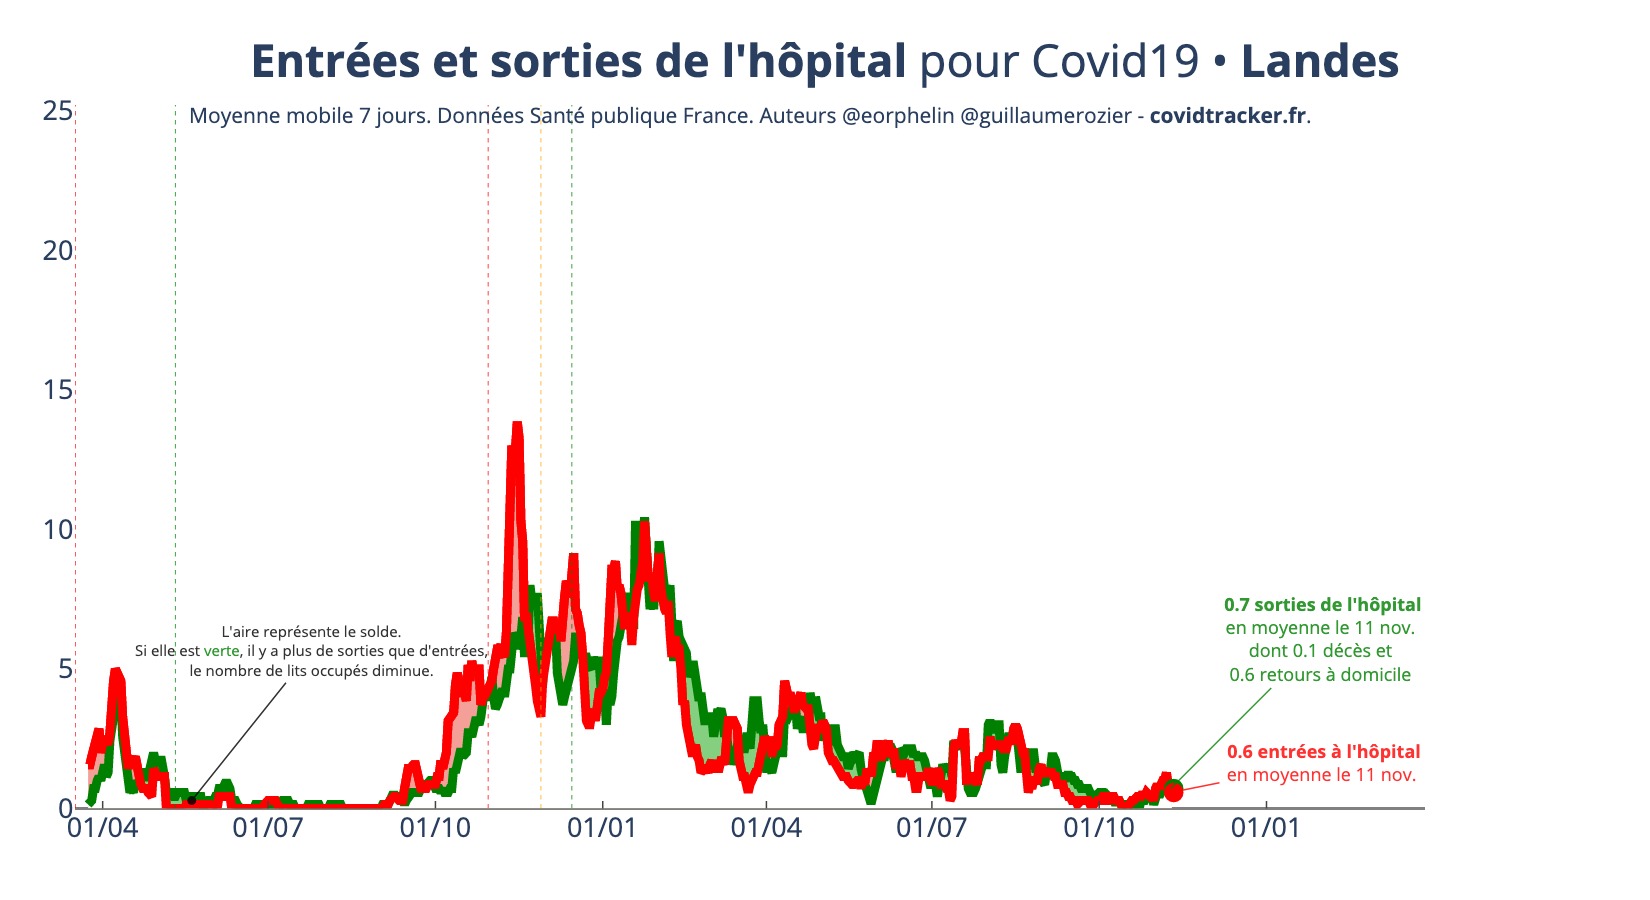 Entrées et sorties de l'hôpital pour Covid19 • Landes
Moyenne mobile 7 jours. Données Santé publique France. Auteurs @eorphelin @guillaumerozier - covidtracker.fr.
25
20
15
10
5
0
L'aire représente le solde.
Si elle est verte, il y a plus de sorties que d'entrées,
le nombre de lits occupés diminue.
0.7 sorties de l'hôpital
en moyenne le 11 nov.
dont 0.1 décès et
0.6 retours à domicile
0.6 entrées à l'hôpital
en moyenne le 11 nov.
01/04 01/07 01/10 01/01 01/04 01/07 01/10 01/01